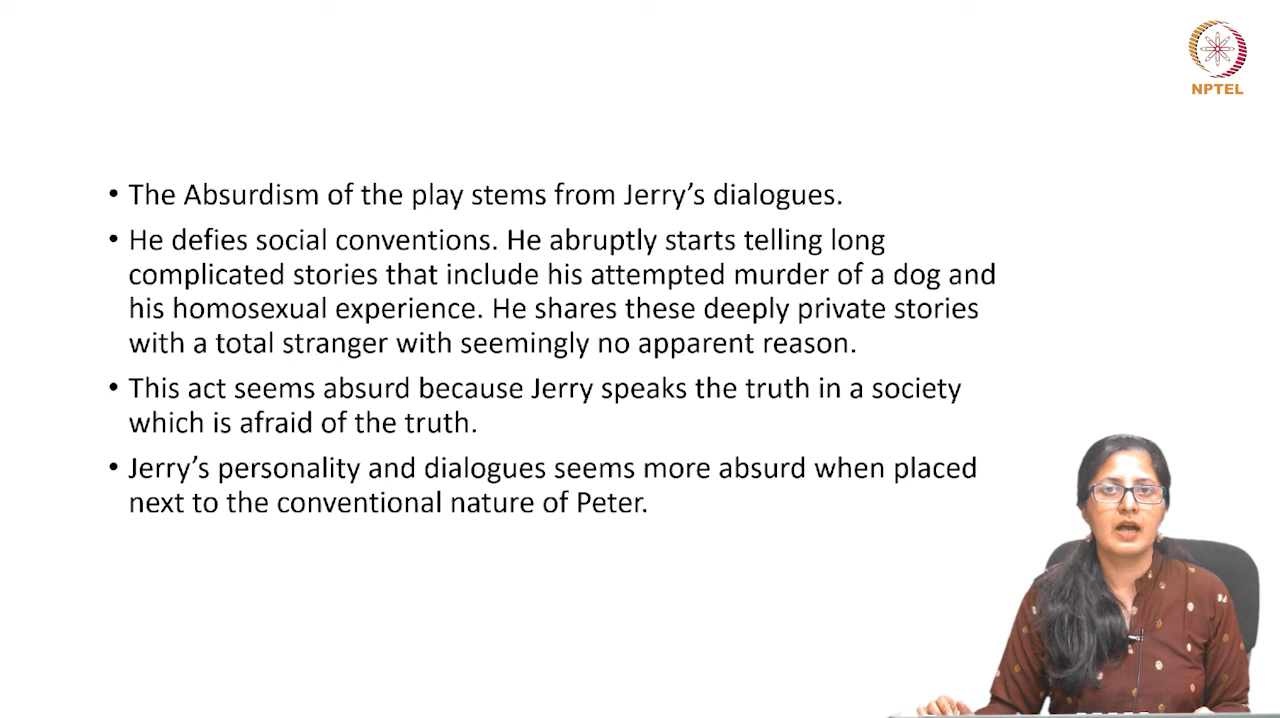 NPTEL
• The Absurdism of the play stems from Jerry's dialogues.
• He defies social conventions. He abruptly starts telling long
complicated stories that include his attempted murder of a dog and
his homosexual experience. He shares these deeply private stories
with a total stranger with seemingly no apparent reason.
• This act seems absurd because Jerry speaks the truth in a society
which is afraid of the truth.
• Jerry's personality and dialogues seems more absurd when placed
next to the conventional nature of Peter.